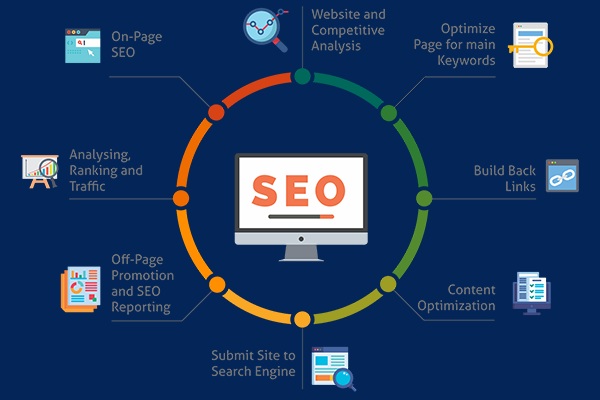 Website and
Competitive
Analysis
Optimize
Page for main
Keywords
Build Back
Links
Content
Optimization
Submit Site to
Search Engine
Off-Page
Promotion
and SEO
Reporting
Analysing,
Ranking and
Traffic
On-Page
SEO
SEO